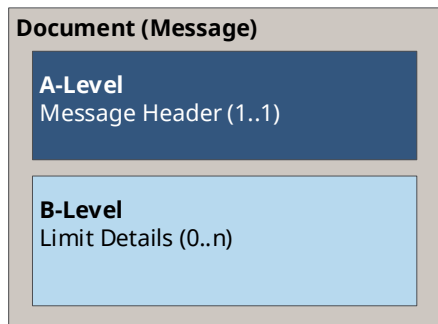 Document (Message)
A-Level
Message Header (1..1)
B-Level
Limit Details (0..n)